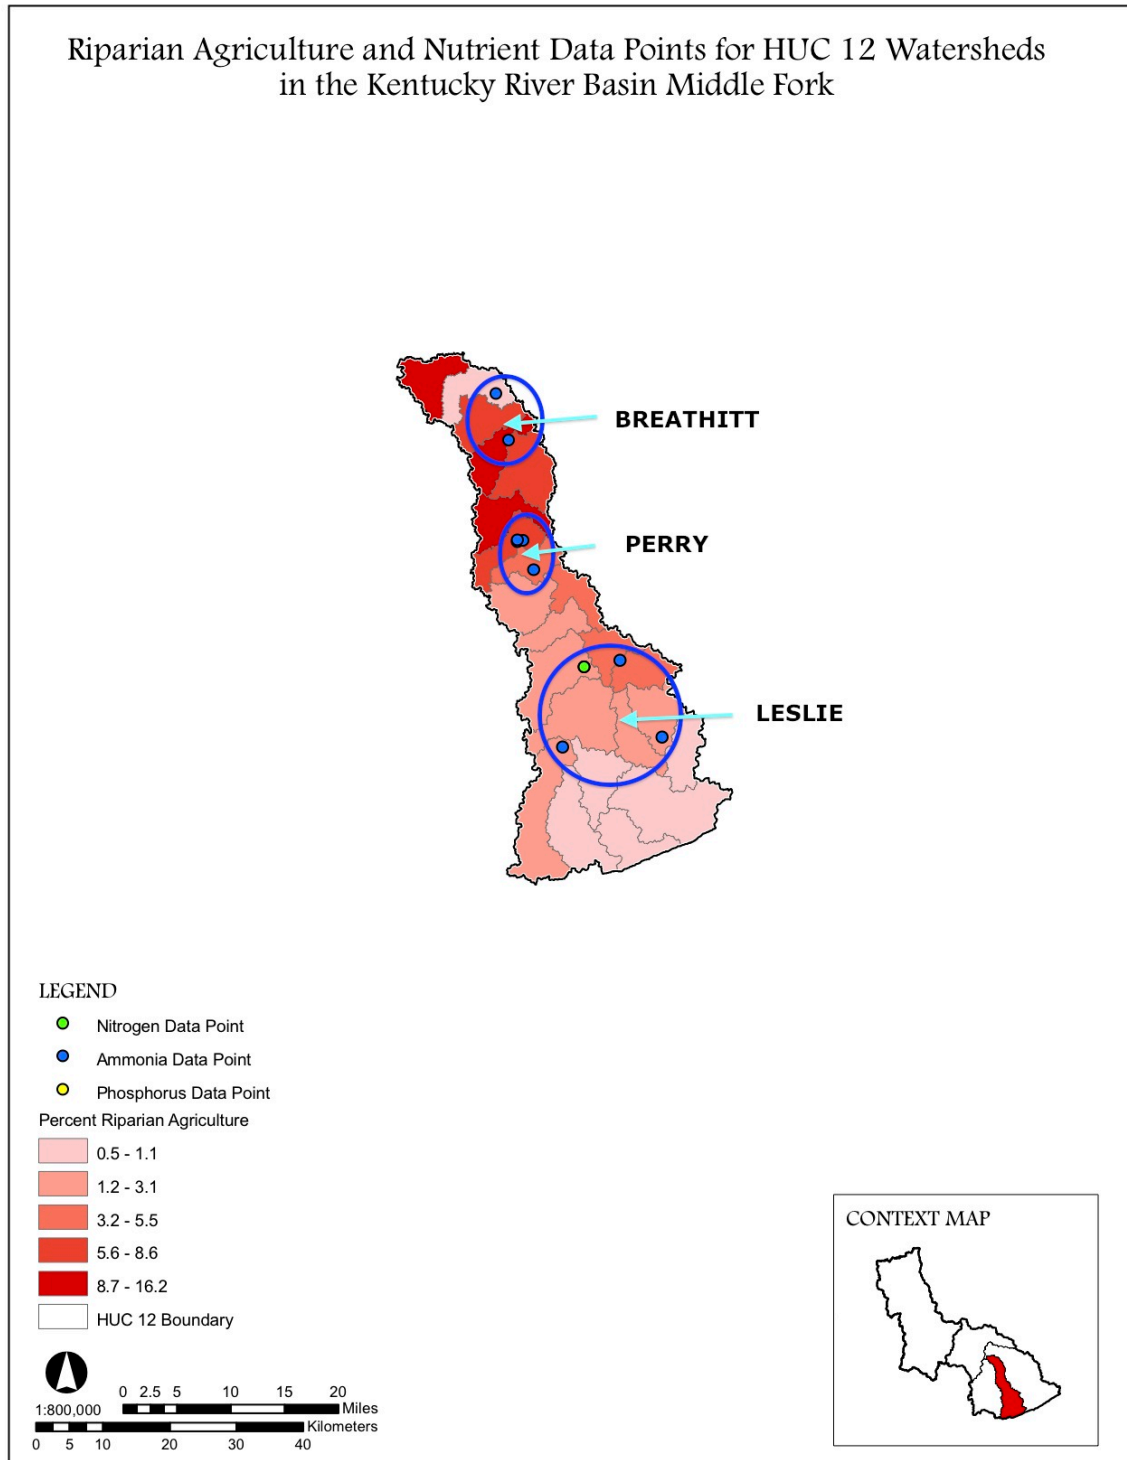 Riparian Agriculture and Nutrient Data Points for HUC 12 Watersheds
in the Kentucky River Basin Middle Fork
BREATHITT
PERRY
LESLIE
LEGEND
Nitrogen Data Point
Ammonia Data Point
Phosphorus Data Point
Percent Riparian Agriculture
0.5 - 1.1
1.2 - 3.1
3.2 - 5.5
5.6 - 8.6
8.7 - 16.2
HUC 12 Boundary
0 2.5 5 10 15 20
1:800,000 Miles
Kilometers
0 5 10 20 30 40
CONTEXT MAP